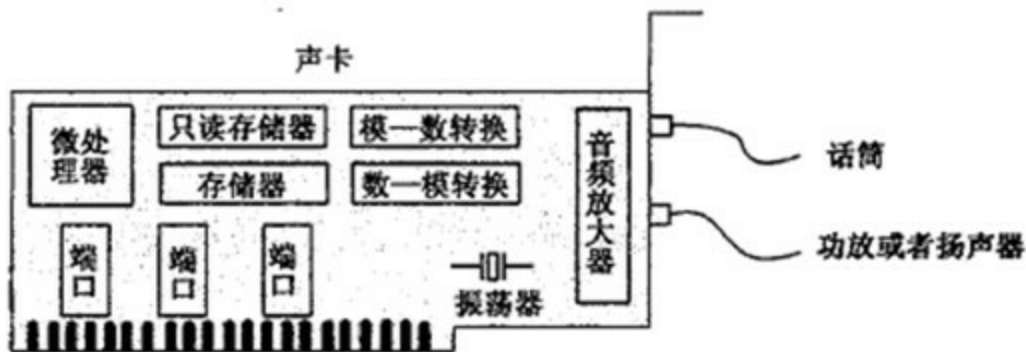 声卡
微处
理器
只读存储器
模一数转换
存储器
数一模转换
音频放大器
话筒
功放或者扬声器
端口
端口
端口
振荡器